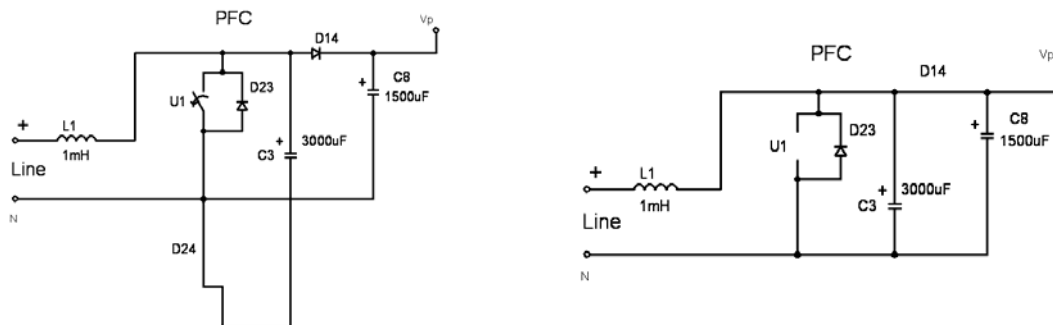 PFC
D14
Vp
U1
D23
+
C8
1500uF
+
L1
1mH
+
C3
3000uF
Line
N
D24
PFC
D14
Vp
U1
D23
+
C8
1500uF
+
L1
1mH
+
C3
3000uF
Line
N